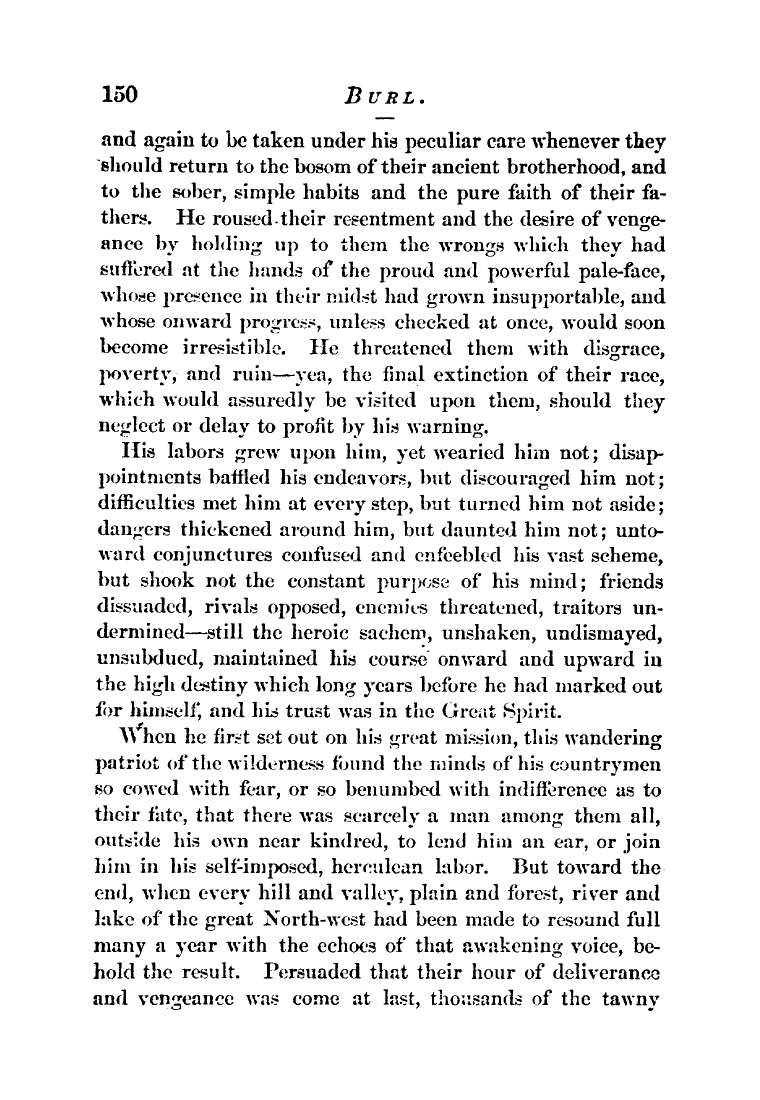 150 BURL.
and again to be taken under his peculiar care whenever they
should return to the bosom of their ancient brotherhood, and
to the sober, simple habits and the pure faith of their fa-
thers. He roused their resentment and the desire of venge-
ance by holding up to them the wrongs which they had
suffered at the hands of the proud and powerful pale-face,
whose presence in their midst had grown insupportable, and
whose onward progress, unless checked at once, would soon
become irresistible. He threatened them with disgrace,
poverty, and ruin—yea, the final extinction of their race,
which would assuredly be visited upon them, should they
neglect or delay to profit by his warning.
His labors grew upon him, yet wearied him not; disap-
pointments baffled his endeavors, but discouraged him not;
difficulties met him at every step, but turned him not aside;
dangers thickened around him, but daunted him not; unto-
ward conjunctures confused and enfeebled his vast scheme,
but shook not the constant purpose of his mind; friends
dissuaded, rivals opposed, enemies threatened, traitors un-
dermined—still the heroic sachem, unshaken, undismayed,
unsubdued, maintained his course onward and upward in
the high destiny which long years before he had marked out
for himself, and his trust was in the Great Spirit.
When he first set out on his great mission, this wandering
patriot of the wilderness found the minds of his countrymen
so cowed with fear, or so benumbed with indifference as to
their fate, that there was scarcely a man among them all,
outside his own near kindred, to lend him an ear, or join
him in his self-imposed, herculean labor. But toward the
end, when every hill and valley, plain and forest, river and
lake of the great North-west had been made to resound full
many a year with the echoes of that awakening voice, be-
hold the result. Persuaded that their hour of deliverance
and vengeance was come at last, thousands of the tawny